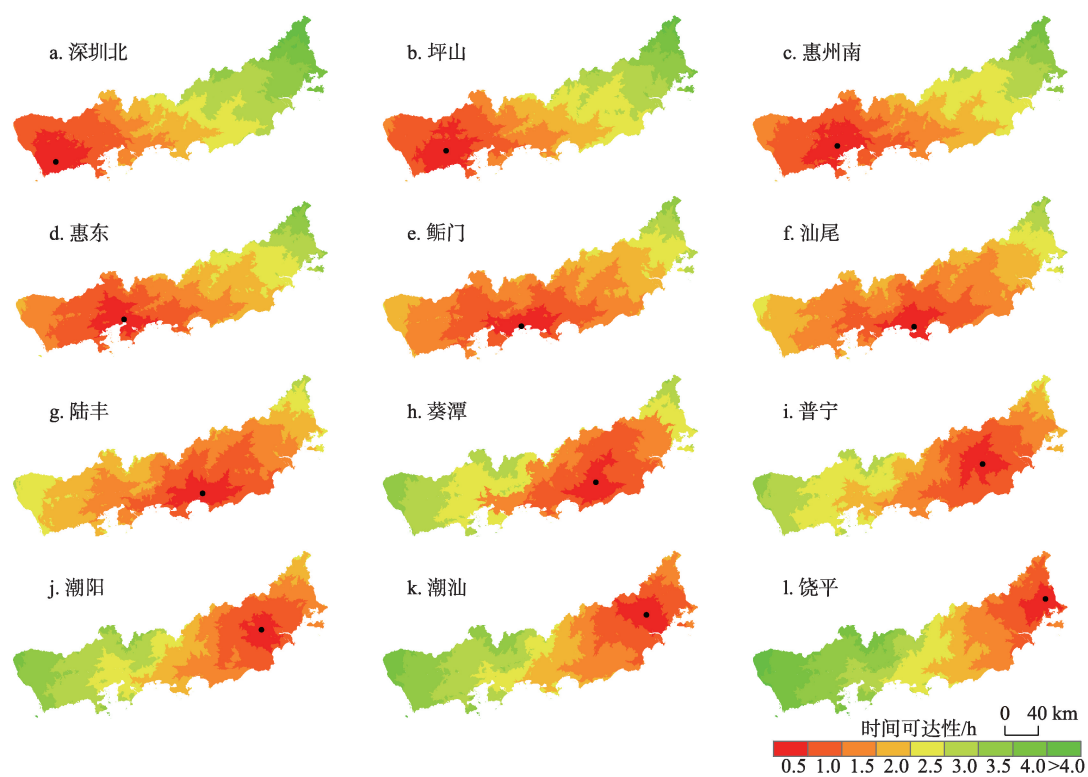 a. 深圳北
b. 坪山
c. 惠州南
d. 惠东
e. 鲘门
f. 汕尾
g. 陆丰
h. 葵潭
i. 普宁
j. 潮阳
k. 潮汕
l. 饶平
0 40 km
时间可达性/h
0.5 1.0 1.5 2.0 2.5 3.0 3.5 4.0 >4.0